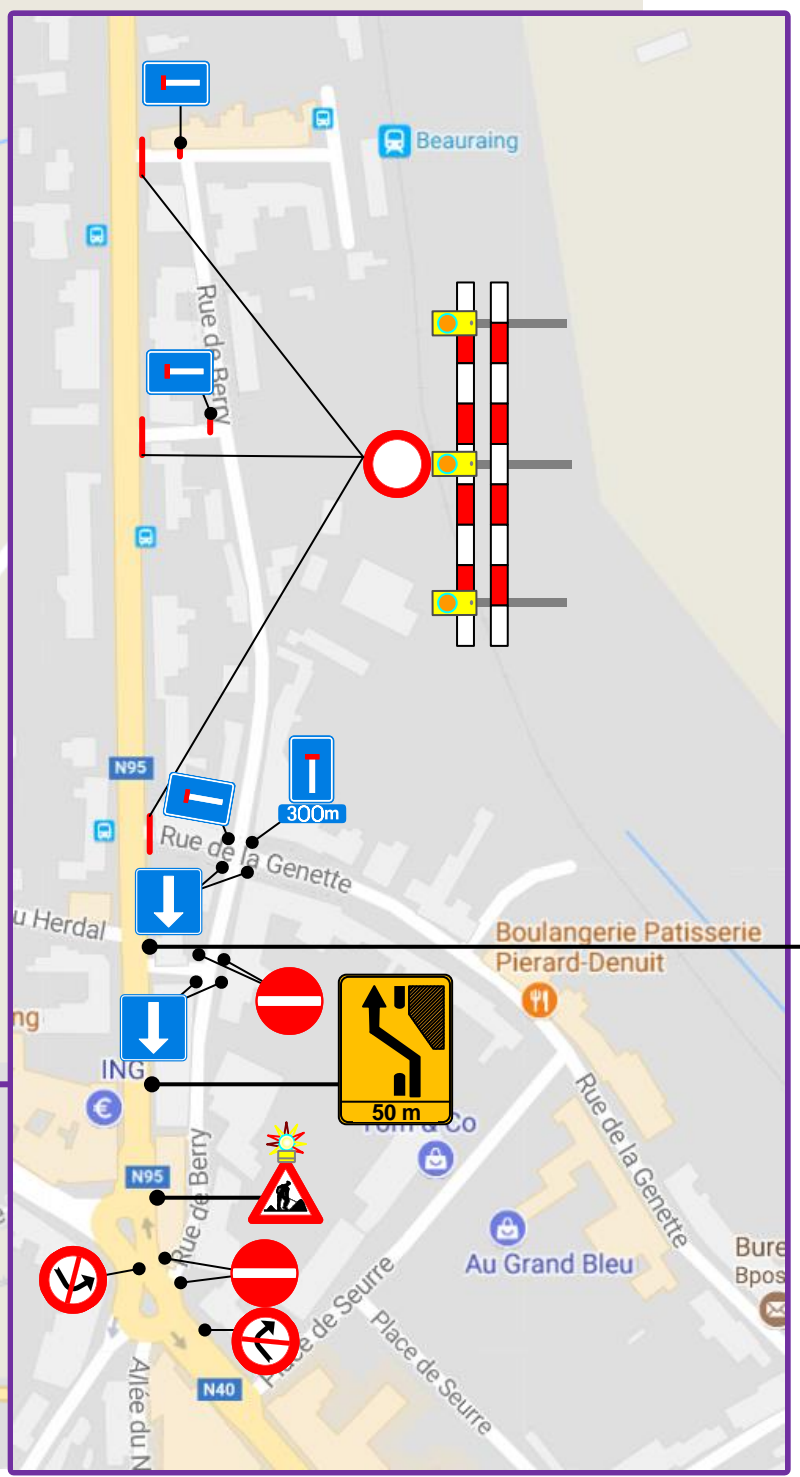 Beauraing
Rue de Berry
N95
300m
Rue de la Genette
u Herdal
Boulangerie Patisserie
Pierard-Denuit
ng
ING
€
50 m
Tom & Co
N95
Rue de Berry
Rue de la Genette
Au Grand Bleu
Bure
Bpos
Place de Seurre
Place de Seurre
N40
Allée du N